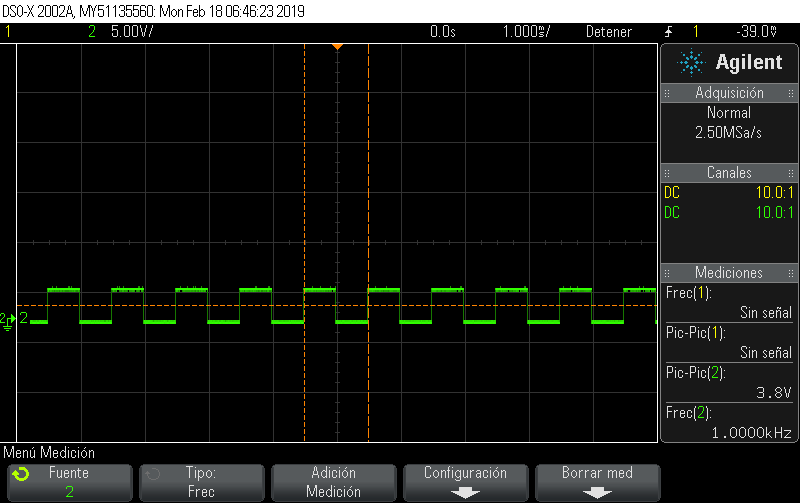 DSO-X 2002A, MY51135560: Mon Feb 18 06:46:23 2019
1 2 5.00V/ 0.0s 1.000ms/ Detener 1 -39.0V
Agilent
Adquisición
Normal
2.50MSa/s
Canales
DC 10.0:1
DC 10.0:1
Mediciones
Frec(1):
Sin señal
Pic-Pic(1):
Sin señal
Pic-Pic(2):
3.8V
Frec(2):
1.0000kHz
2 2
Menú Medición
Fuente
2
Tipo:
Frec
Adición
Medición
Configuración
Borrar med